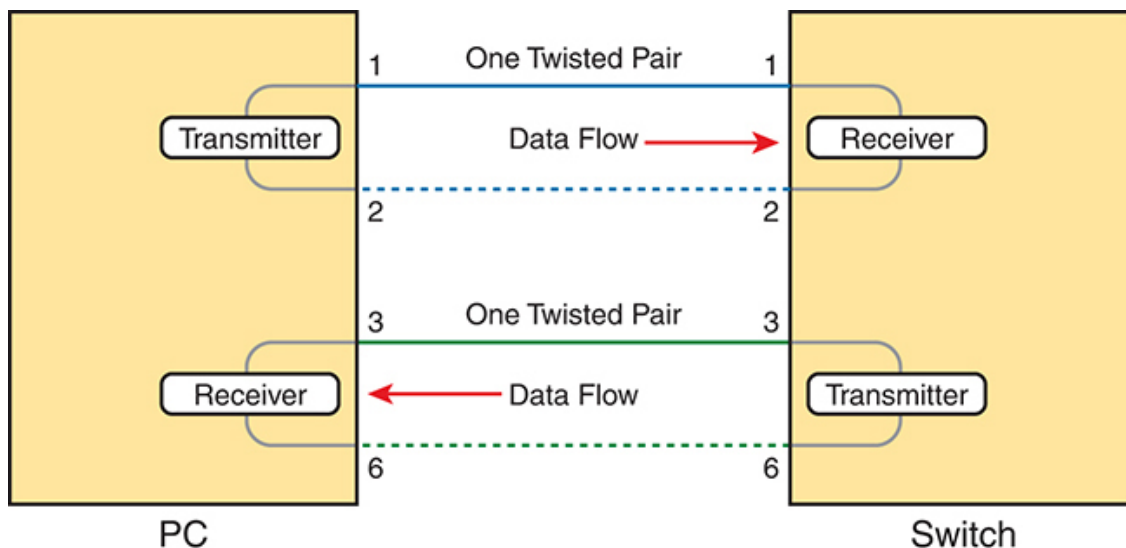 1 One Twisted Pair 1
Transmitter Data Flow Receiver
2 2
3 One Twisted Pair 3
Receiver Data Flow Transmitter
6 6
PC Switch